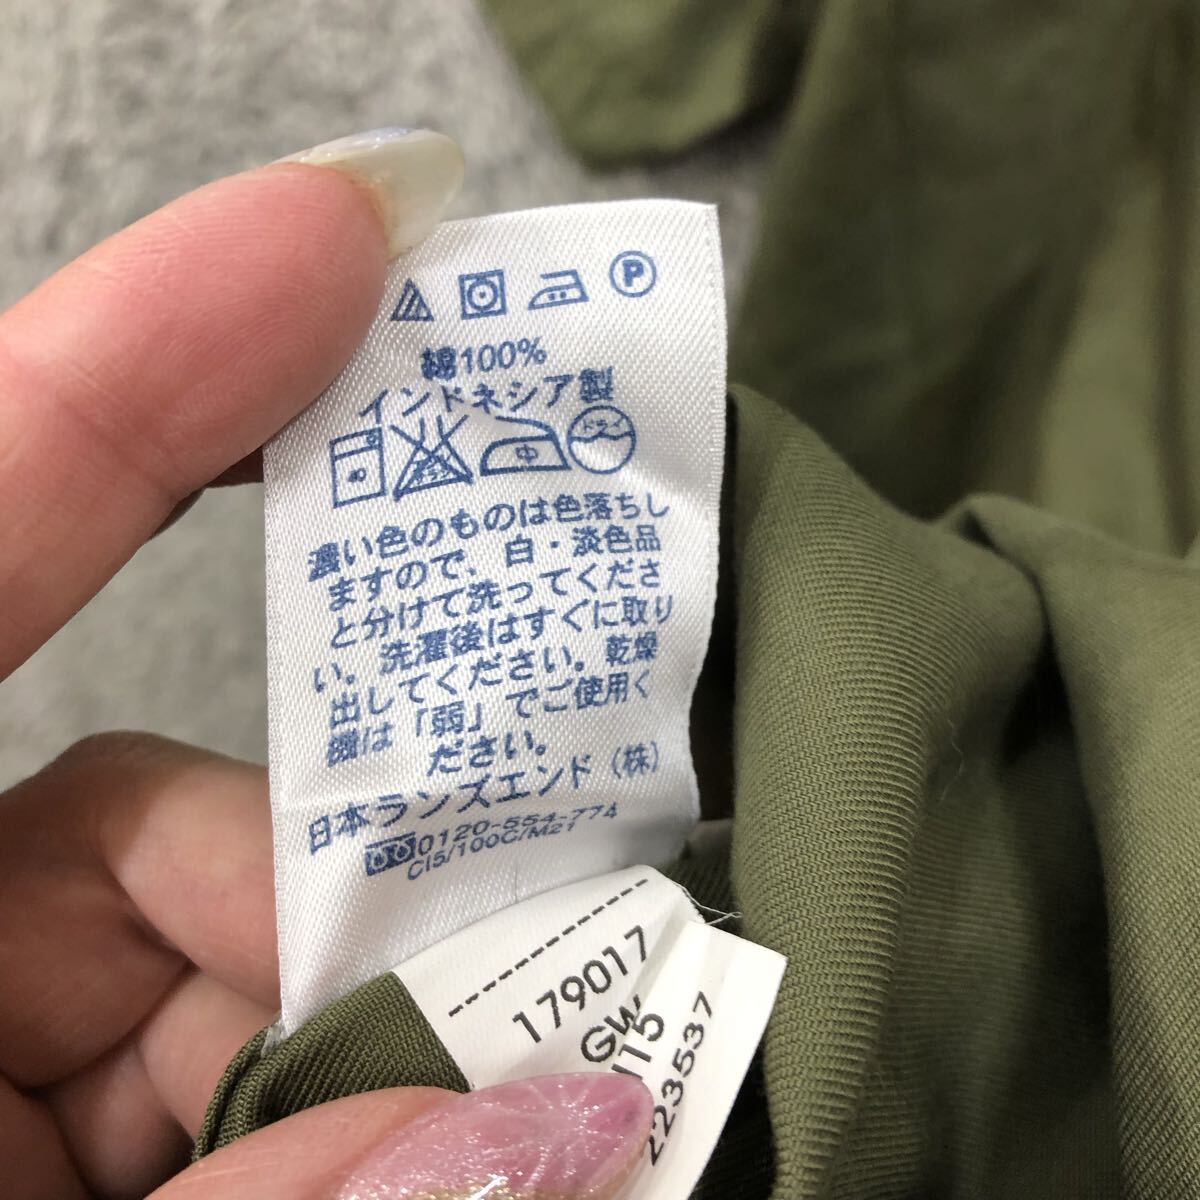 P
綿100%
インドネシア製
40
中
ドライ
濃い色のものは色落ちし
ますので、白・淡色品
と分けて洗ってくださ
い。洗濯後はすぐに取り
出してください。乾燥
機は「弱」でご使用く
ださい。
日本ランズエンド(株)
0120-554-774
CI5/100C/M21
179017
GW
115
223537